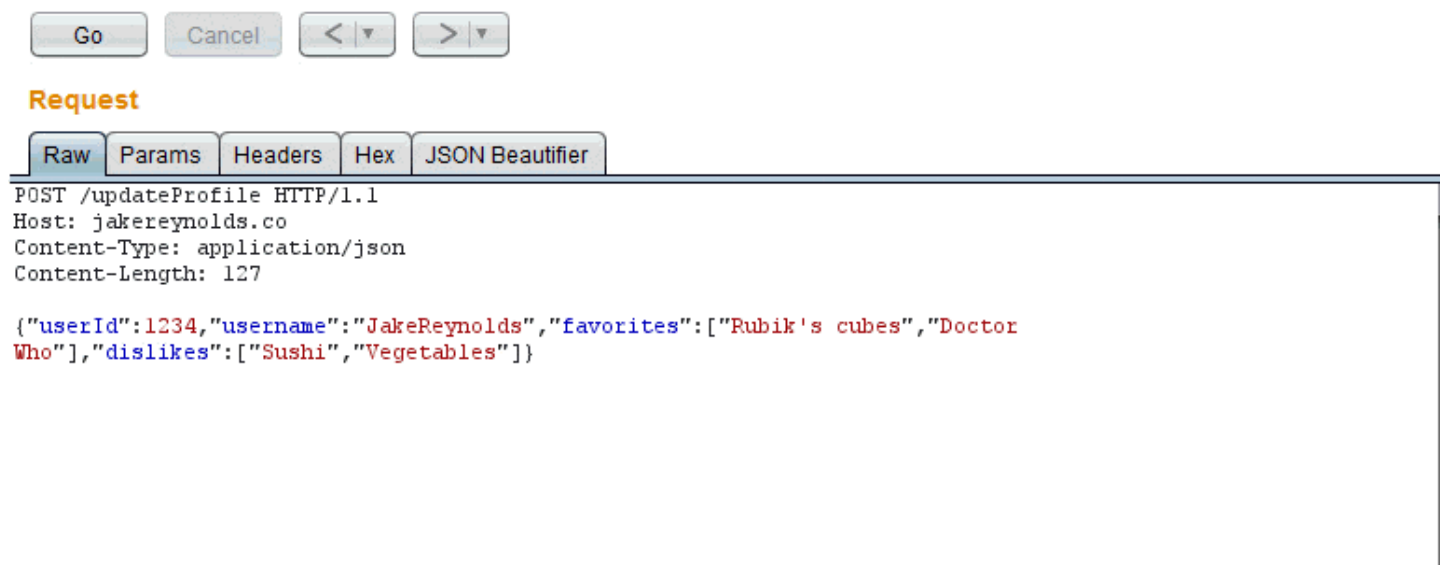 Go Cancel < >
Request
Raw Params Headers Hex JSON Beautifier
POST /updateProfile HTTP/1.1
Host: jakereynolds.co
Content-Type: application/json
Content-Length: 127

{"userId":1234,"username":"JakeReynolds","favorites":["Rubik's cubes","Doctor
Who"],"dislikes":["Sushi","Vegetables"]}